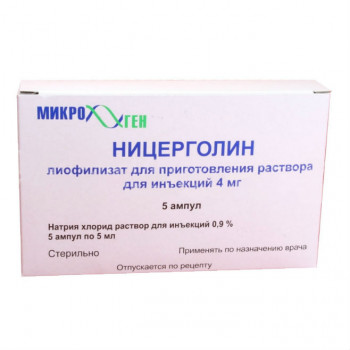 МИКРОГЕН
НИЦЕРГОЛИН
лиофилизат для приготовления раствора
для инъекций 4 мг
5 ампул
Натрия хлорид раствор для инъекций 0,9 %
5 ампул по 5 мл
Стерильно
Применять по назначению врача
Отпускается по рецепту